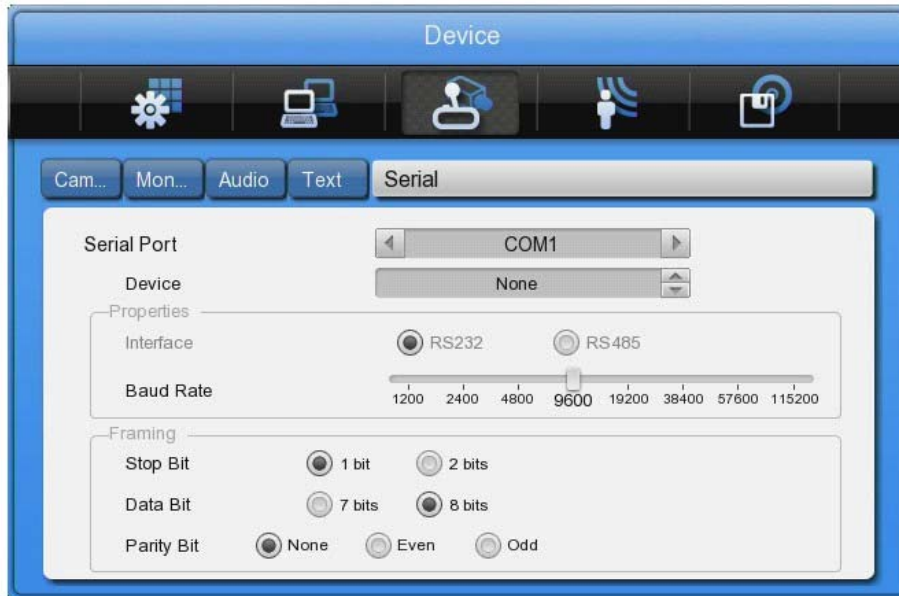 Device
Cam... Mon... Audio Text Serial
Serial Port COM1
Device None
Properties
Interface RS232 RS485
Baud Rate
1200 2400 4800 9600 19200 38400 57600 115200
Framing
Stop Bit 1 bit 2 bits
Data Bit 7 bits 8 bits
Parity Bit None Even Odd